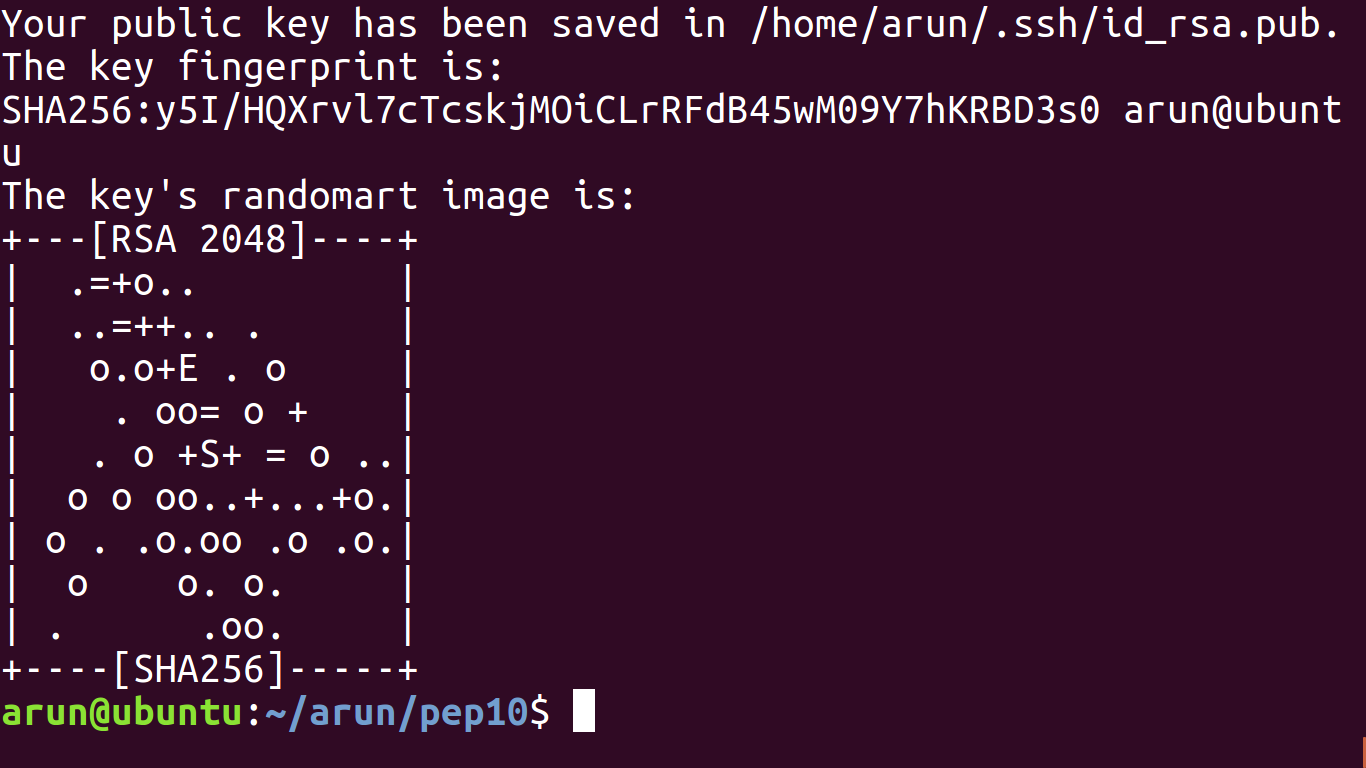 Your public key has been saved in /home/arun/.ssh/id_rsa.pub.
The key fingerprint is:
SHA256:y5I/HQXrvl7cTcskjMOiCLrRFdB45wM09Y7hKRBD3s0 arun@ubunt
u
The key's randomart image is:
+---[RSA 2048]----+
|  .=+o..         |
|  ..=++.. .      |
|   o.o+E . o     |
|    . oo= o +    |
|   . o +S+ = o ..|
|  o o oo..+...+o.|
| o . .o.oo .o .o.|
|  o    o. o.     |
| .      .oo.     |
+----[SHA256]-----+
arun@ubuntu:~/arun/pep10$